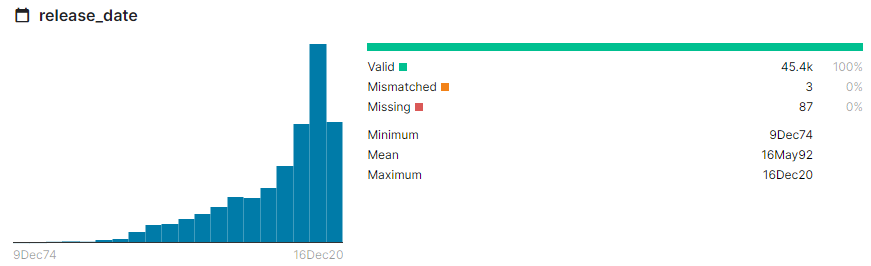 release_date
Valid 45.4k 100%
Mismatched 3 0%
Missing 87 0%
Minimum 9Dec74
Mean 16May92
Maximum 16Dec20
9Dec74 16Dec20